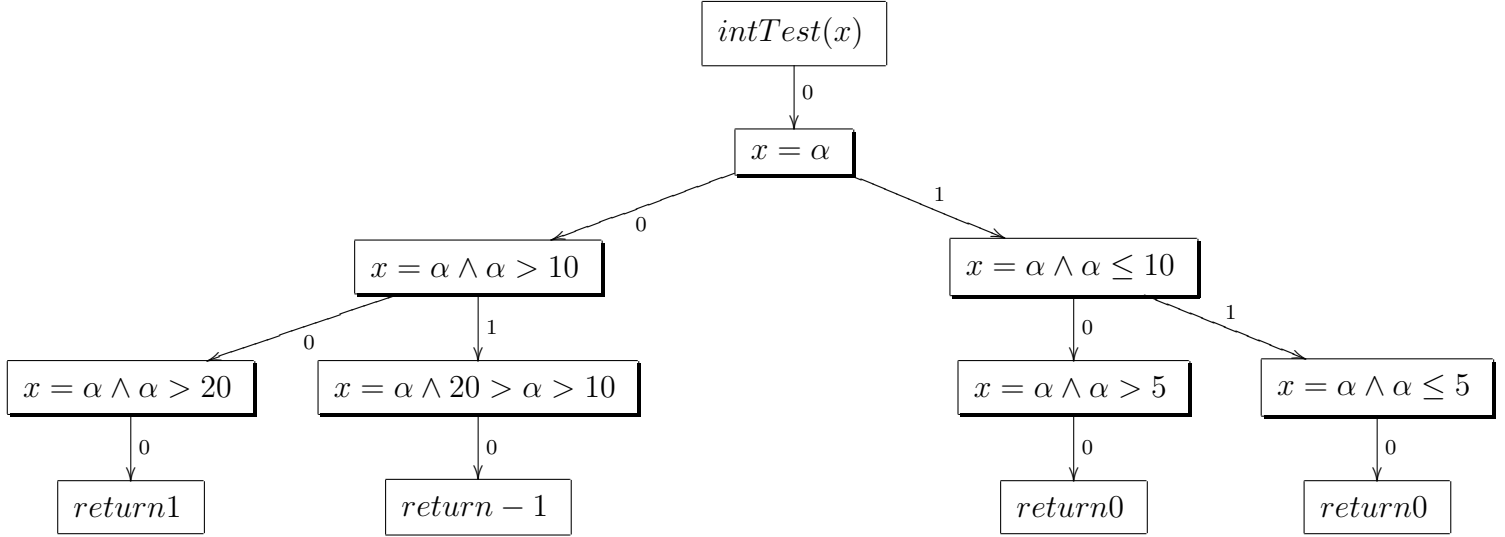 intTest(x)
0
x = α
0
1
x = α ∧ α > 10
x = α ∧ α ≤ 10
0
1
0
1
x = α ∧ α > 20
x = α ∧ 20 > α > 10
x = α ∧ α > 5
x = α ∧ α ≤ 5
0
0
0
0
return1
return − 1
return0
return0